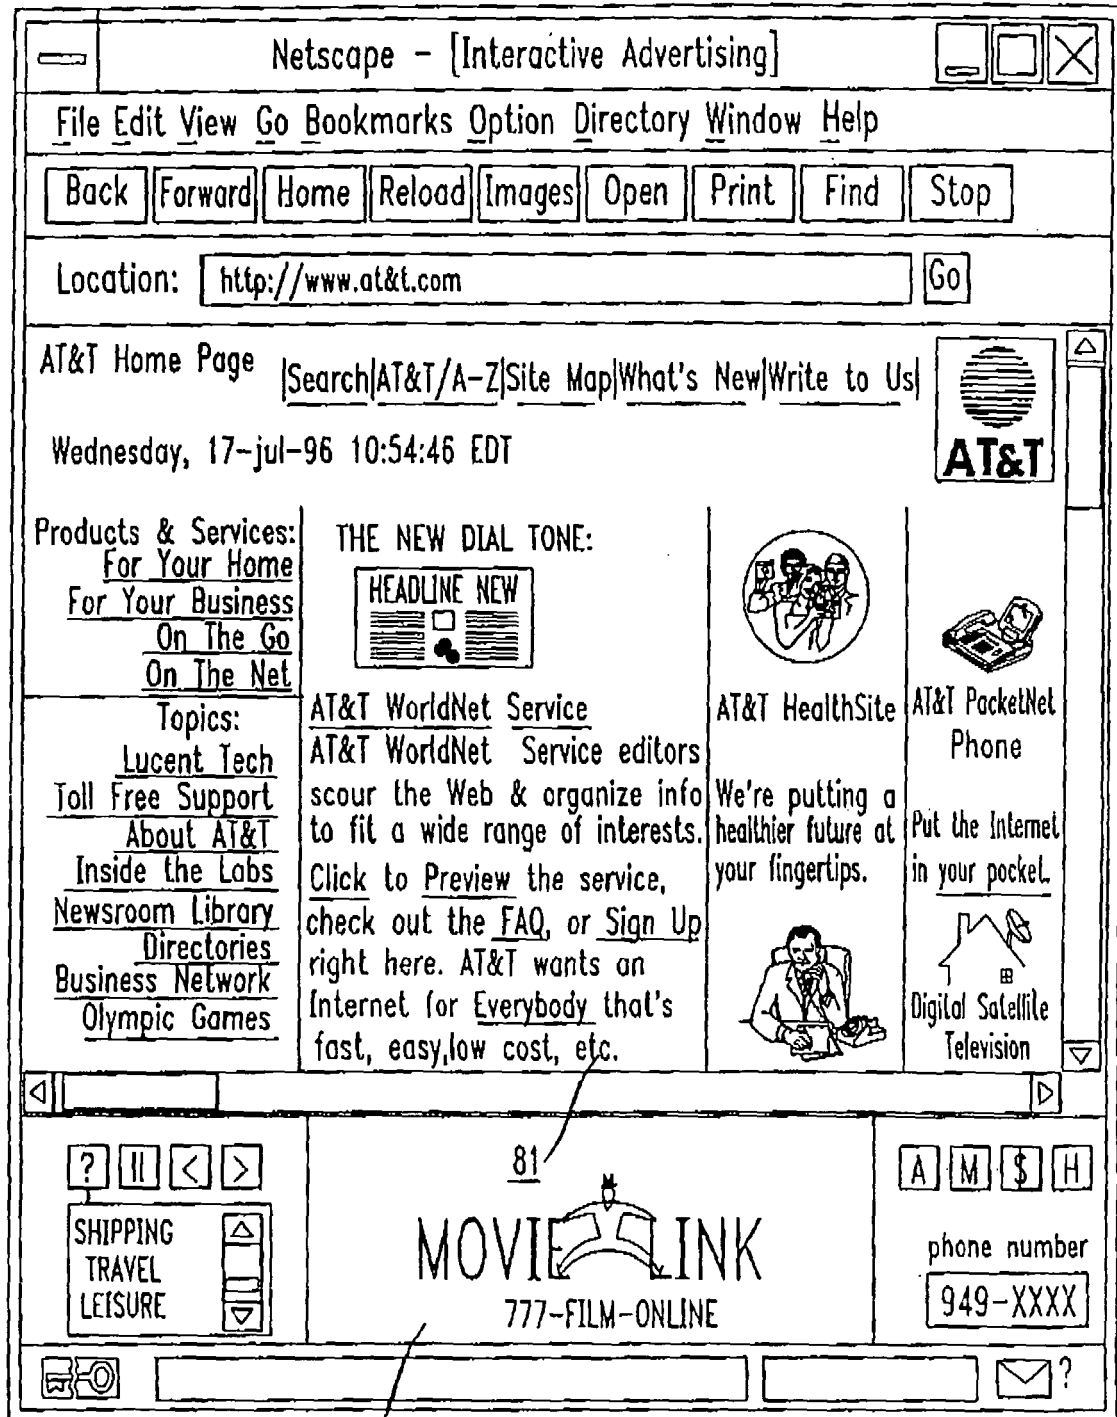 Netscape - [Interactive Advertising]
File Edit View Go Bookmarks Option Directory Window Help
Back Forward Home Reload Images Open Print Find Stop
Location: http://www.at&t.com Go
AT&T Home Page |Search|AT&T/A-Z|Site Map|What's New|Write to Us|
AT&T
Wednesday, 17-jul-96 10:54:46 EDT
Products & Services:
For Your Home
For Your Business
On The Go
On The Net
Topics:
Lucent Tech
Toll Free Support
About AT&T
Inside the Labs
Newsroom Library
Directories
Business Network
Olympic Games
THE NEW DIAL TONE:
HEADLINE NEW
AT&T WorldNet Service
AT&T WorldNet Service editors
scour the Web & organize info
to fit a wide range of interests.
Click to Preview the service,
check out the FAQ, or Sign Up
right here. AT&T wants an
Internet for Everybody that's
fast, easy,low cost, etc.
AT&T HealthSite
We're putting a
healthier future at
your fingertips.
AT&T PocketNet
Phone
Put the Internet
in your pocket.
Digital Satellite
Television
? || < >
SHIPPING
TRAVEL
LEISURE
81
MOVIE LINK
777-FILM-ONLINE
A M $ H
phone number
949-XXXX
?